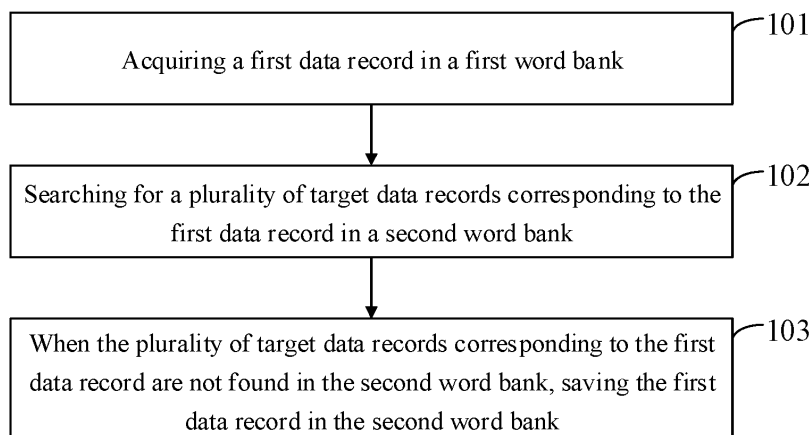 101
Acquiring a first data record in a first word bank
102
Searching for a plurality of target data records corresponding to the
first data record in a second word bank
103
When the plurality of target data records corresponding to the first
data record are not found in the second word bank, saving the first
data record in the second word bank